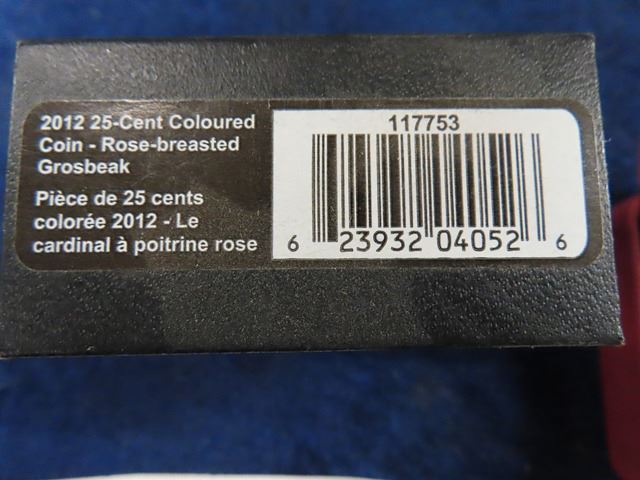 2012 25-Cent Coloured
Coin - Rose-breasted
Grosbeak
Pièce de 25 cents
colorée 2012 - Le
cardinal à poitrine rose
117753
6 23932 04052 6